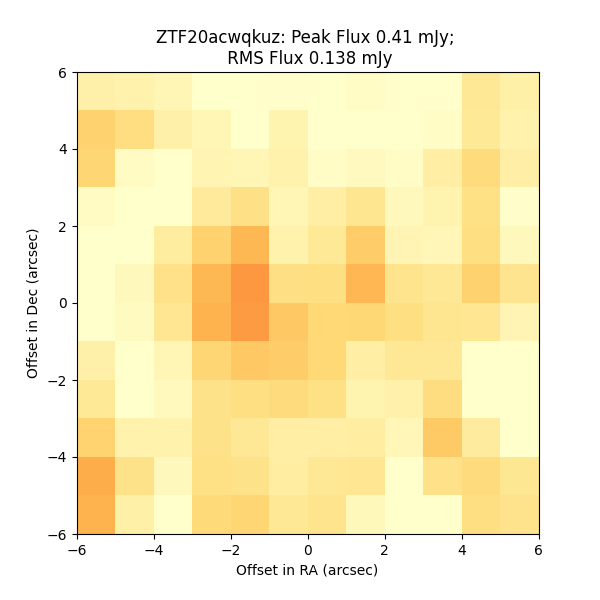 ZTF20acwqkuz: Peak Flux 0.41 mJy;
RMS Flux 0.138 mJy
6
4
2
0
−2
−4
−6
Offset in Dec (arcsec)
−6 −4 −2 0 2 4 6
Offset in RA (arcsec)